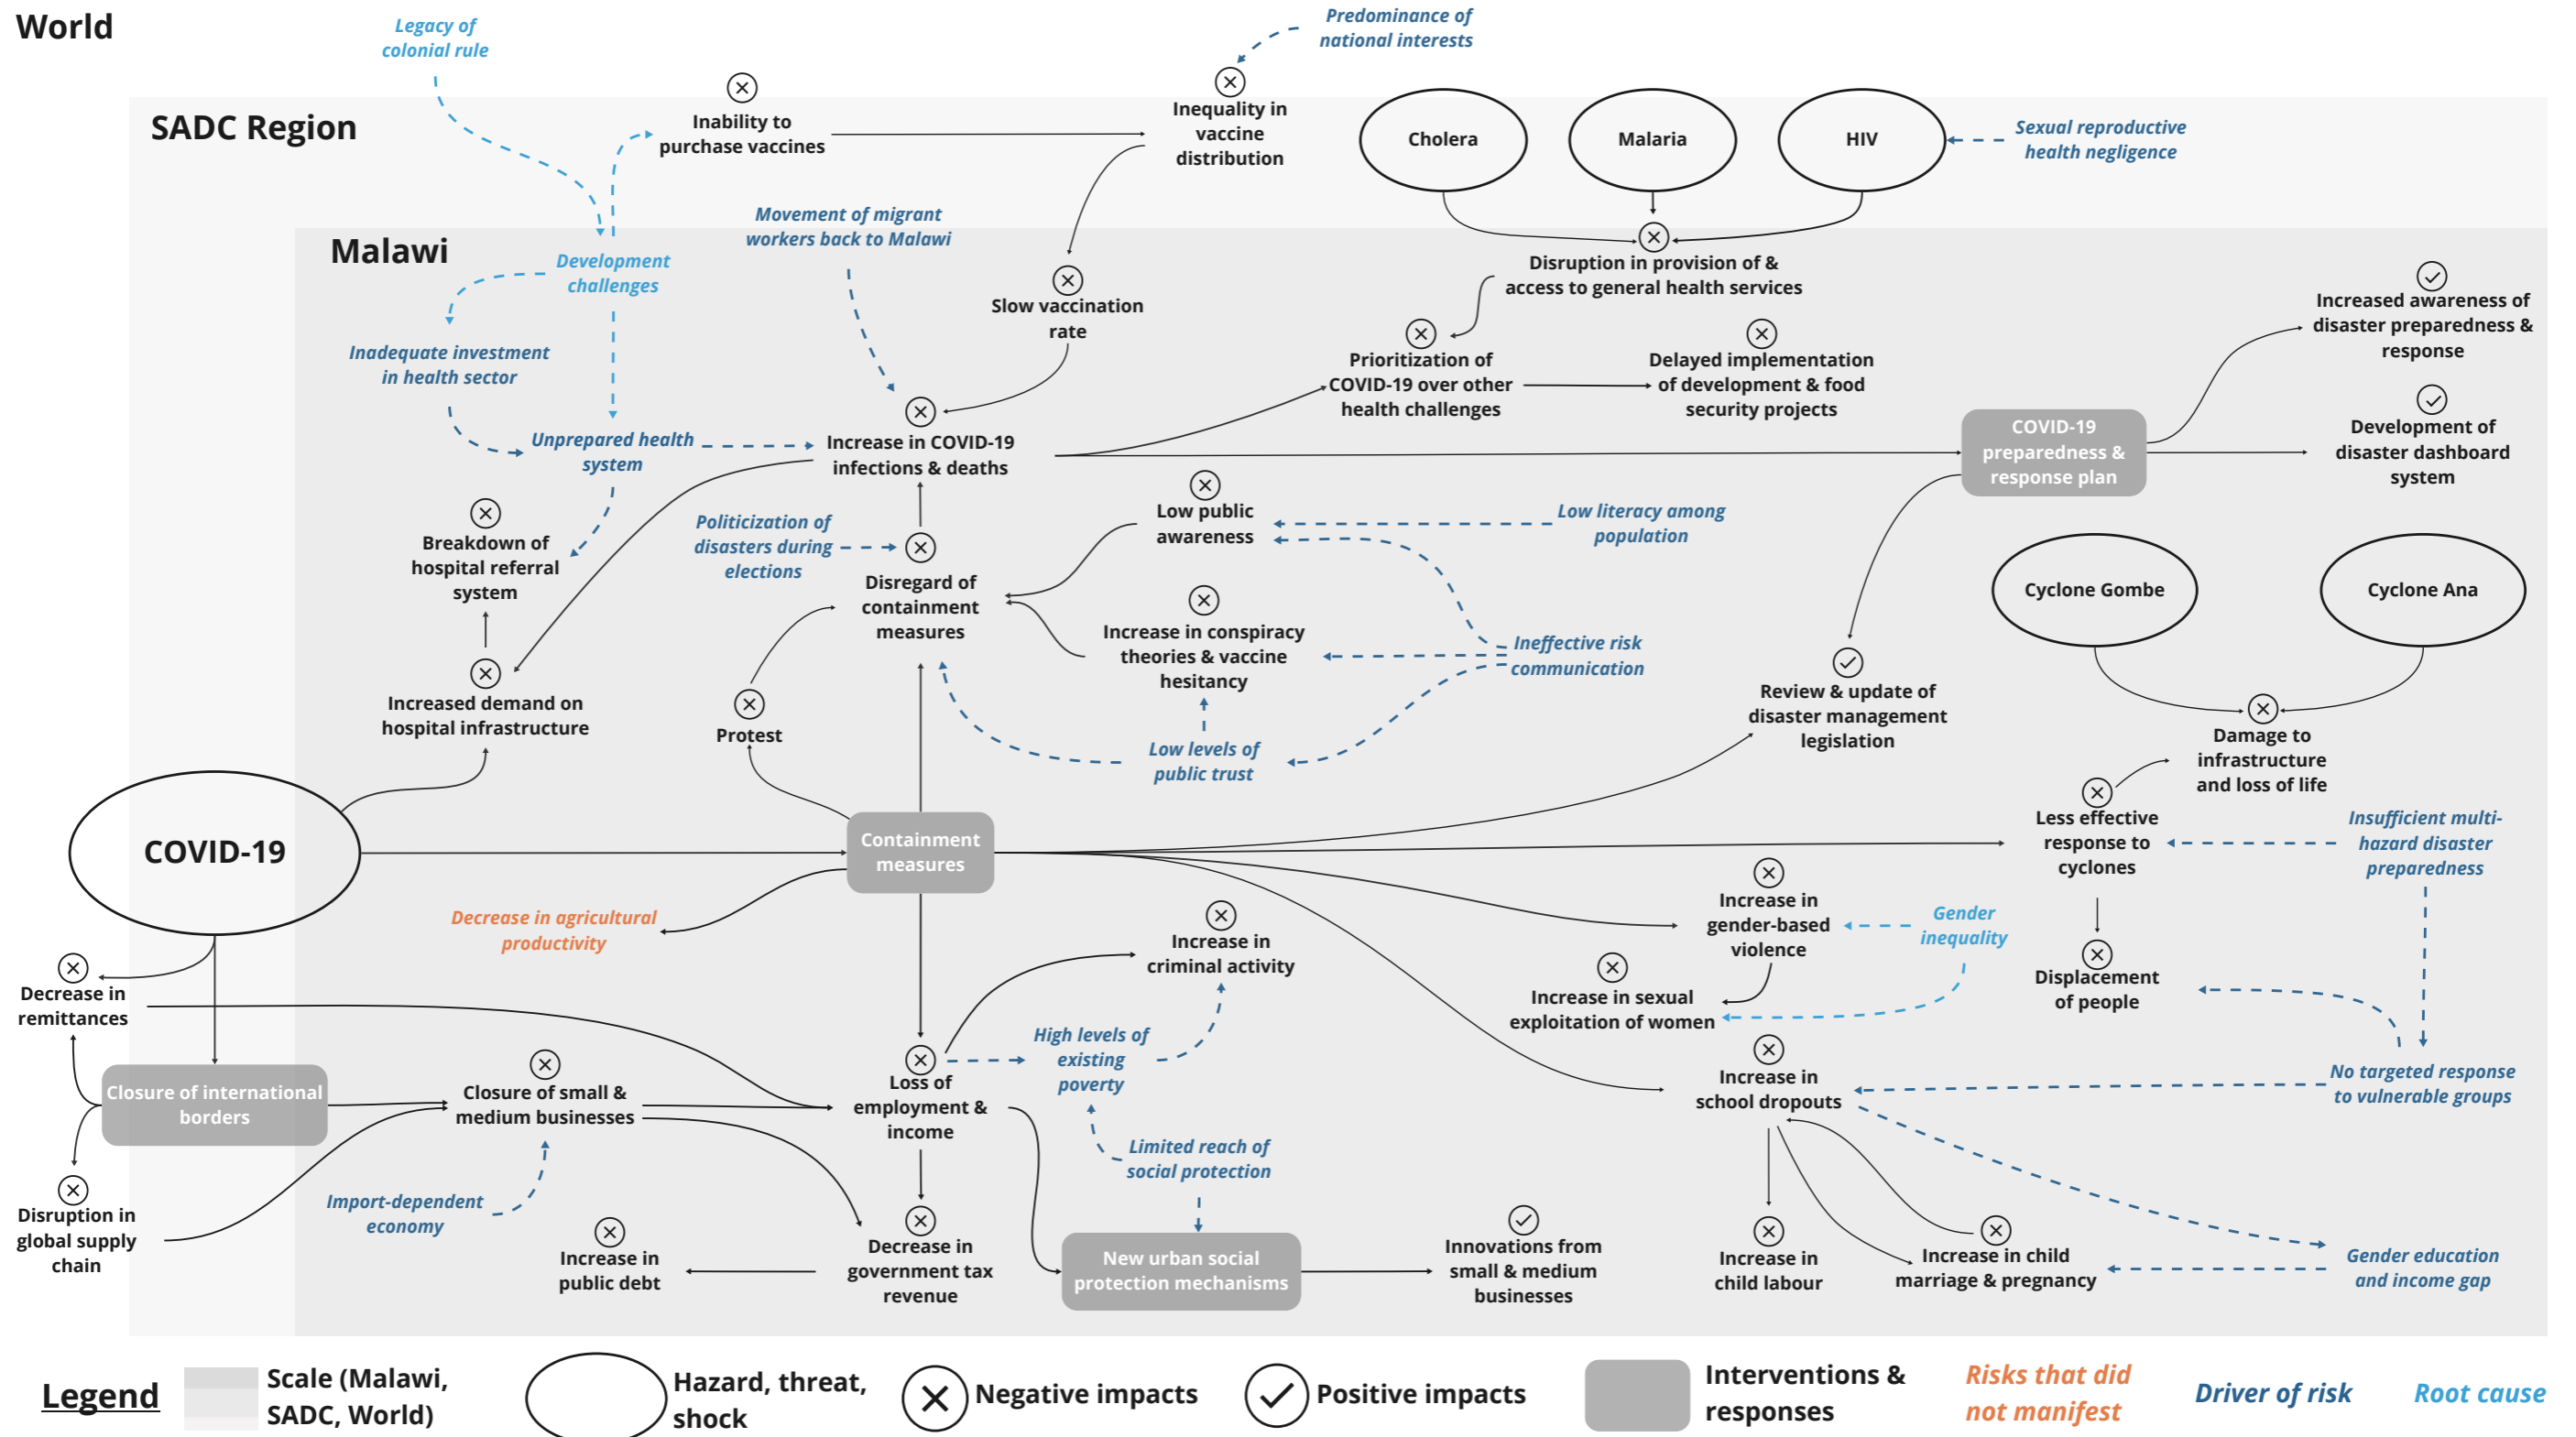 World
Legacy of
colonial rule
Predominance of
national interests
SADC Region
Inability to
purchase vaccines
Inequality in
vaccine
distribution
Cholera
Malaria
HIV
Sexual reproductive
health negligence
Malawi
Movement of migrant
workers back to Malawi
Development
challenges
Slow vaccination
rate
Disruption in provision of &
access to general health services
Inadequate investment
in health sector
Prioritization of
COVID-19 over other
health challenges
Delayed implementation
of development & food
security projects
Increased awareness of
disaster preparedness &
response
Unprepared health
system
Increase in COVID-19
infections & deaths
COVID-19
preparedness &
response plan
Development of
disaster dashboard
system
Breakdown of
hospital referral
system
Politicization of
disasters during
elections
Low public
awareness
Low literacy among
population
Disregard of
containment
measures
Cyclone Gombe
Cyclone Ana
Increase in conspiracy
theories & vaccine
hesitancy
Ineffective risk
communication
Increased demand on
hospital infrastructure
Protest
Low levels of
public trust
Review & update of
disaster management
legislation
Damage to
infrastructure
and loss of life
COVID-19
Containment
measures
Less effective
response to
cyclones
Insufficient multi-
hazard disaster
preparedness
Decrease in agricultural
productivity
Increase in
criminal activity
Increase in
gender-based
violence
Gender
inequality
Decrease in
remittances
Increase in sexual
exploitation of women
Displacement
of people
High levels of
existing
poverty
Closure of international
borders
Closure of small &
medium businesses
Loss of
employment &
income
Increase in
school dropouts
No targeted response
to vulnerable groups
Limited reach of
social protection
Disruption in
global supply
chain
Import-dependent
economy
Increase in
public debt
Decrease in
government tax
revenue
New urban social
protection mechanisms
Innovations from
small & medium
businesses
Increase in
child labour
Increase in child
marriage & pregnancy
Gender education
and income gap
Legend
Scale (Malawi,
SADC, World)
Hazard, threat,
shock
Negative impacts
Positive impacts
Interventions &
responses
Risks that did
not manifest
Driver of risk
Root cause